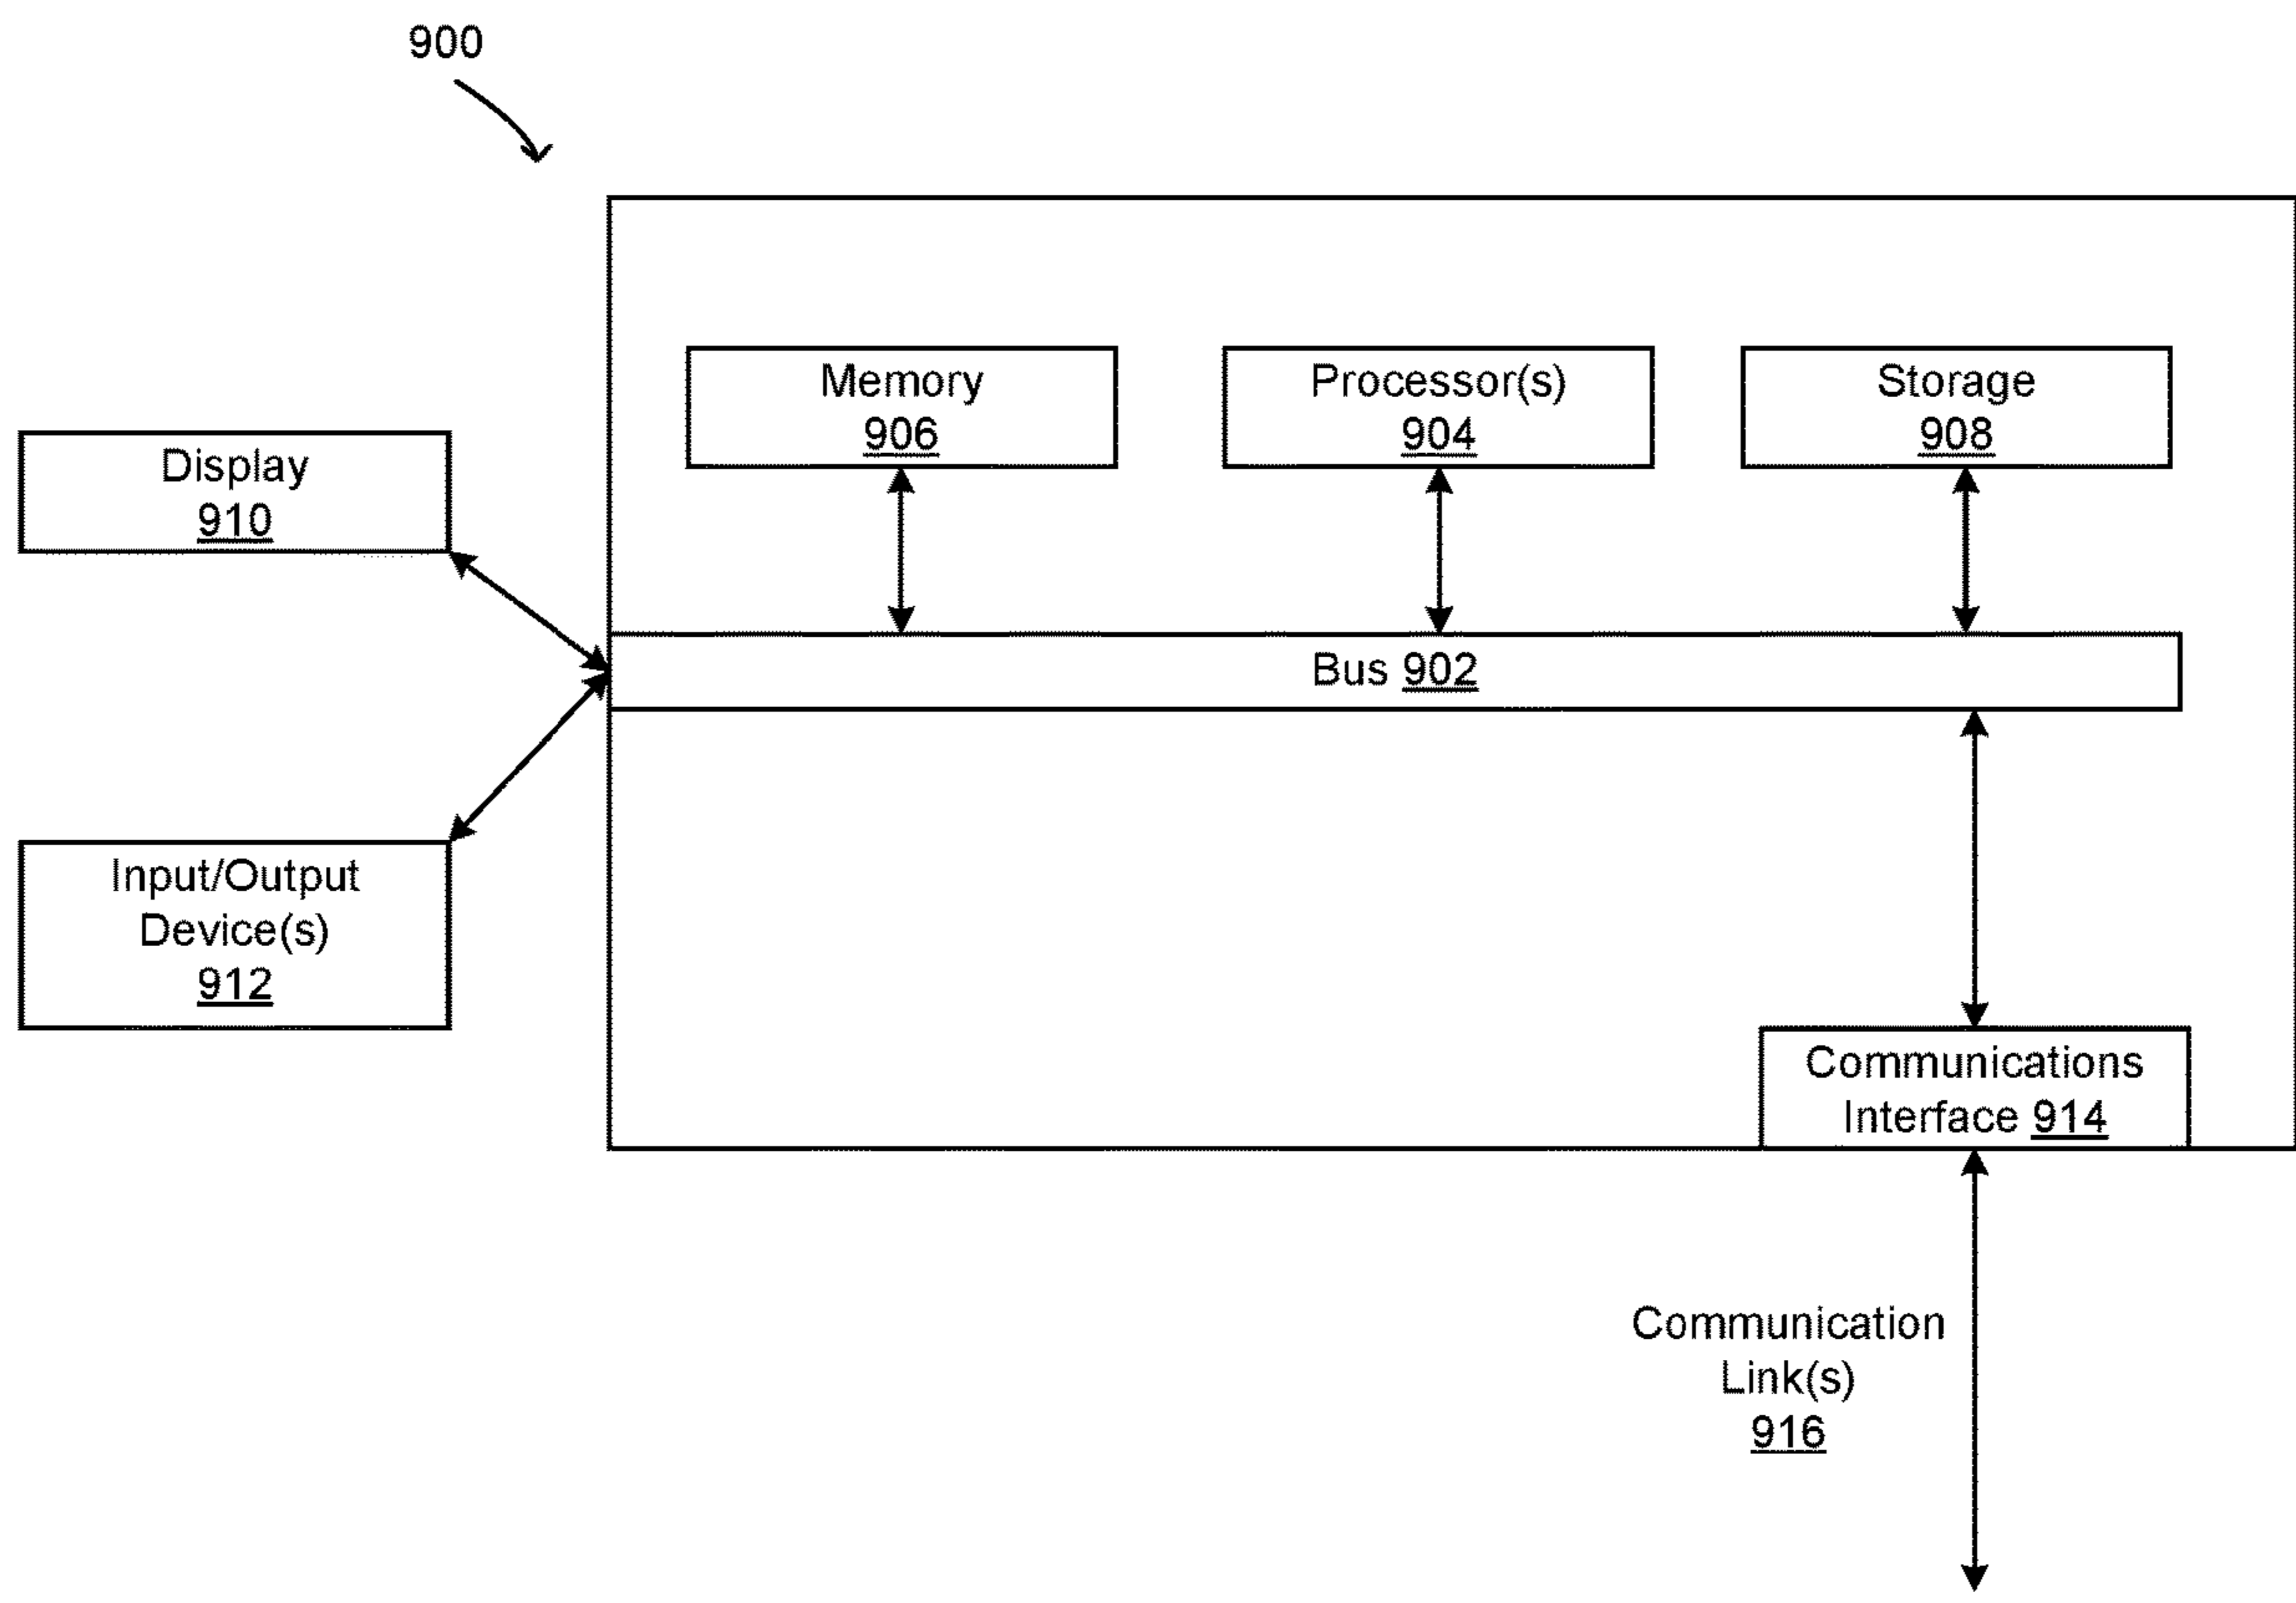 900
Memory
906
Processor(s)
904
Storage
908
Display
910
Bus 902
Input/Output
Device(s)
912
Communications
Interface 914
Communication
Link(s)
916